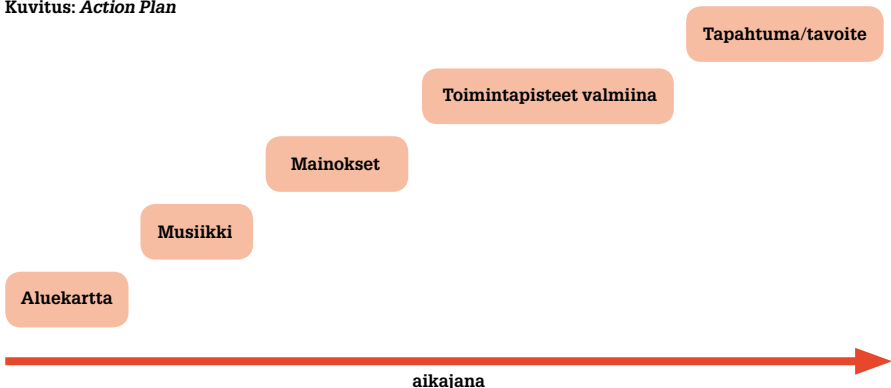 Kuvitus: Action Plan
Tapahtuma/tavoite
Toimintapisteet valmiina
Mainokset
Musiikki
Aluekartta
aikajana